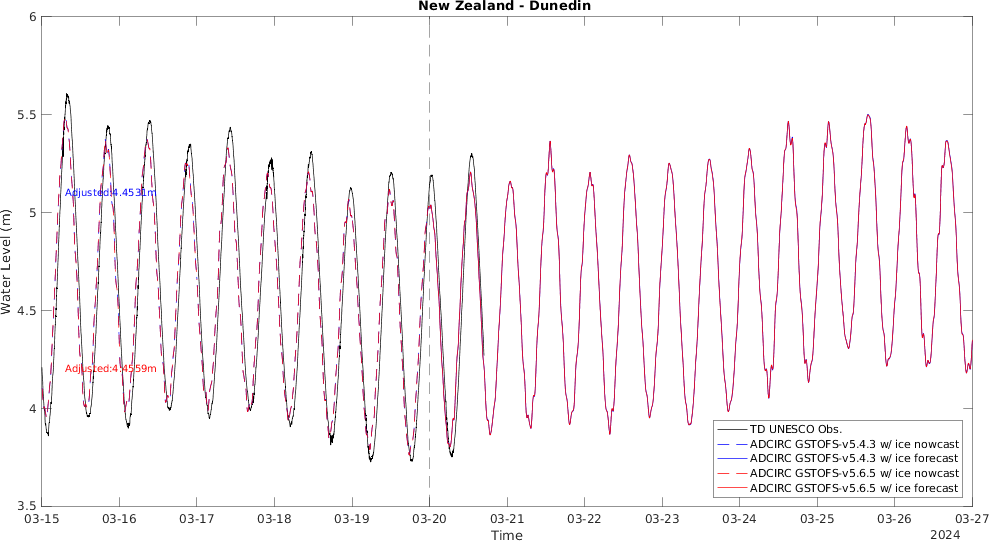 New Zealand - Dunedin
6
5.5
5
4.5
4
3.5
Water Level (m)
Adjusted:4.4531m
Adjusted:4.4559m
TD UNESCO Obs.
ADCIRC GSTOFS-v5.4.3 w/ ice nowcast
ADCIRC GSTOFS-v5.4.3 w/ ice forecast
ADCIRC GSTOFS-v5.6.5 w/ ice nowcast
ADCIRC GSTOFS-v5.6.5 w/ ice forecast
03-15 03-16 03-17 03-18 03-19 03-20 03-21 03-22 03-23 03-24 03-25 03-26 03-27
Time
2024